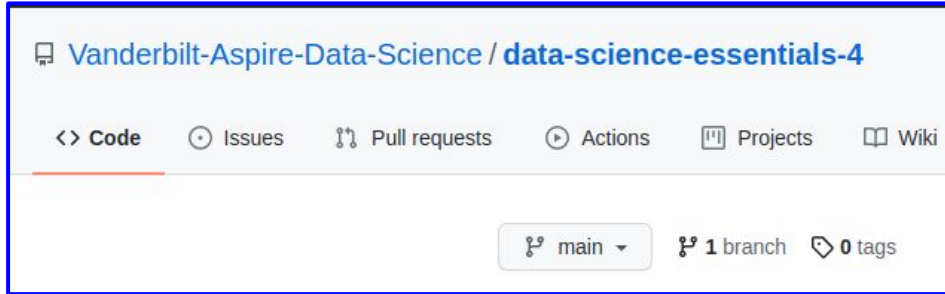 Vanderbilt-Aspire-Data-Science / data-science-essentials-4
<> Code Issues Pull requests Actions Projects Wiki
main 1 branch 0 tags